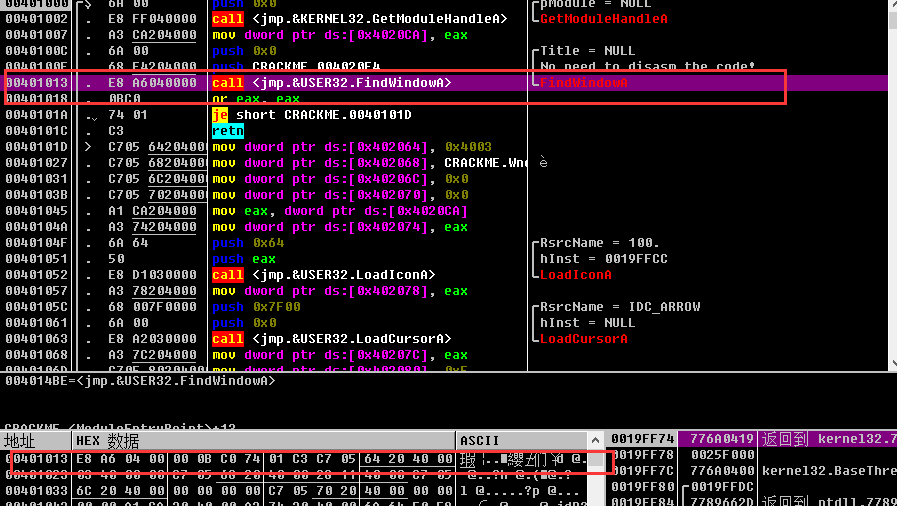 00401000 6A 00 push 0x0 pModule = NULL
00401002 . E8 FF040000 call <jmp.&KERNEL32.GetModuleHandleA> GetModuleHandleA
00401007 . A3 CA204000 mov dword ptr ds:[0x4020CA], eax
0040100C . 6A 00 push 0x0 Title = NULL
0040100E . 68 F4204000 push CRACKME.004020F4 No need to disasm the code!
00401013 . E8 A6040000 call <jmp.&USER32.FindWindowA> FindWindowA
00401018 . 0BC0 or eax, eax
0040101A . 74 01 je short CRACKME.0040101D
0040101C . C3 retn
0040101D > C705 64204000 mov dword ptr ds:[0x402064], 0x4003
00401027 . C705 68204000 mov dword ptr ds:[0x402068], CRACKME.Wn è
00401031 . C705 6C204000 mov dword ptr ds:[0x40206C], 0x0
0040103B . C705 70204000 mov dword ptr ds:[0x402070], 0x0
00401045 . A1 CA204000 mov eax, dword ptr ds:[0x4020CA]
0040104A . A3 74204000 mov dword ptr ds:[0x402074], eax
0040104F . 6A 64 push 0x64 RsrcName = 100.
00401051 . 50 push eax hInst = 0019FFCC
00401052 . E8 D1030000 call <jmp.&USER32.LoadIconA> LoadIconA
00401057 . A3 78204000 mov dword ptr ds:[0x402078], eax
0040105C . 68 007F0000 push 0x7F00 RsrcName = IDC_ARROW
00401061 . 6A 00 push 0x0 hInst = NULL
00401063 . E8 A2030000 call <jmp.&USER32.LoadCursorA> LoadCursorA
00401068 . A3 7C204000 mov dword ptr ds:[0x40207C], eax
004014BE=<jmp.&USER32.FindWindowA>
地址 HEX 数据 ASCII
00401013 E8 A6 04 00 00 0B C0 74 01 C3 C7 05 64 20 40 00
00401033 6C 20 40 00 00 00 00 00 C7 05 70 20 40 00 00 00 l @.....?p @...
0019FF74 776A0419 返回到 kernel32.7
0019FF78 0025F000
0019FF7C 776A0400 kernel32.BaseThre
0019FF80 0019FFDC
0019FF84 7789662D 返回到 ntdll.7789